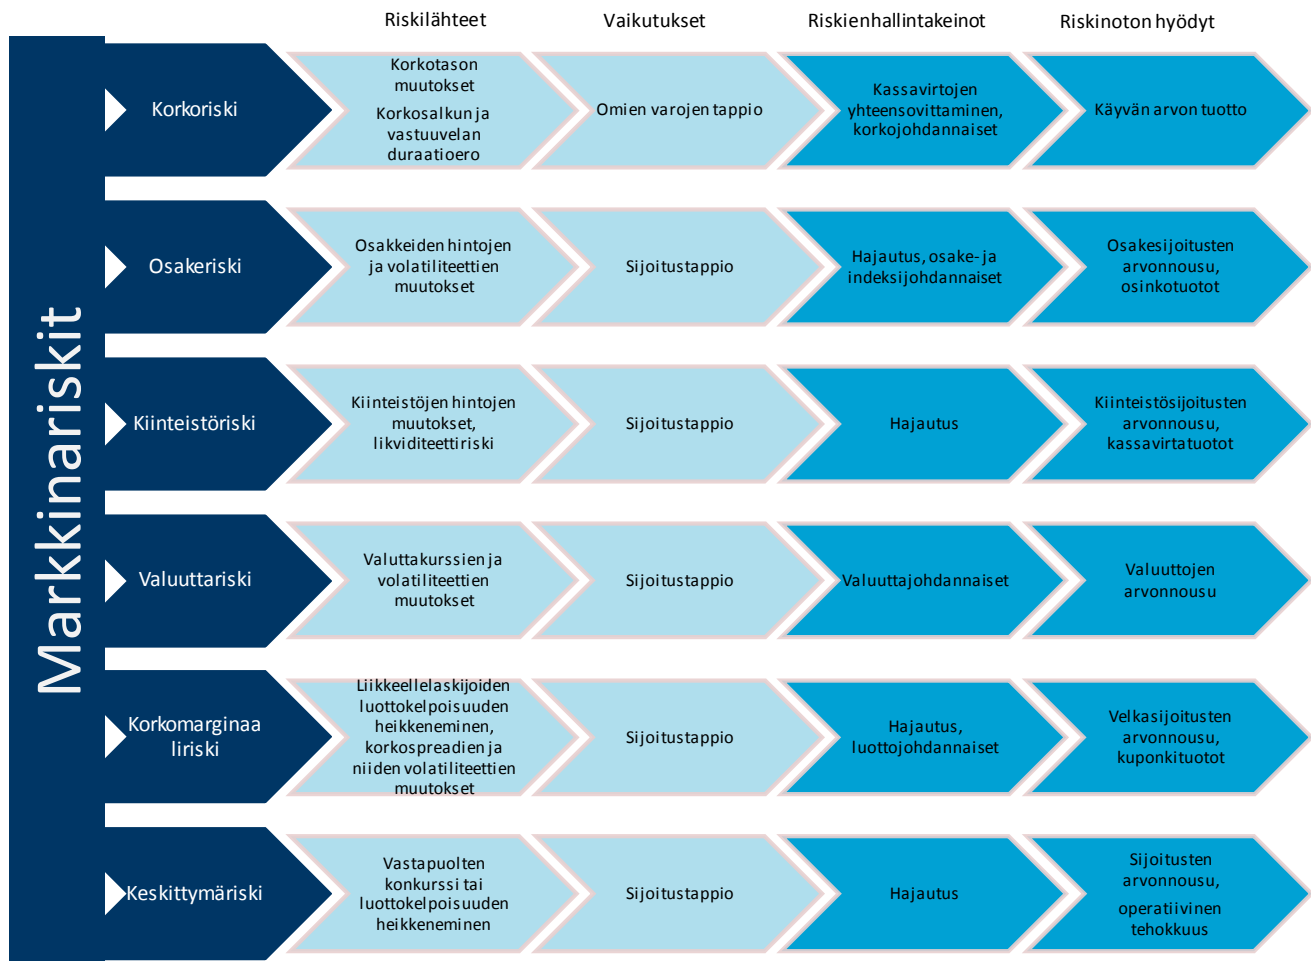 Riskilähteet
Vaikutukset
Riskienhallintakeinot
Riskinoton hyödyt
Markkinariskit
Korkoriski
Korkotason
muutokset
Korkosalkun ja
vastuuvelan
duraatioero
Omien varojen tappio
Kassavirtojen
yhteensovittaminen,
korkojohdannaiset
Käyvän arvon tuotto
Osakeriski
Osakkeiden hintojen
ja volatiliteettien
muutokset
Sijoitustappio
Hajautus, osake- ja
indeksijohdannaiset
Osakesijoitusten
arvonnousu,
osinkotuotot
Kiinteistöriski
Kiinteistöjen hintojen
muutokset,
likviditeettiriski
Sijoitustappio
Hajautus
Kiinteistösijoitusten
arvonnousu,
kassavirtatuotot
Valuuttariski
Valuttakurssien ja
volatiliteettien
muutokset
Sijoitustappio
Valuuttajohdannaiset
Valuuttojen
arvonnousu
Korkomarginaa
liriski
Liikkeellelaskijoiden
luottokelpoisuuden
heikkeneminen,
korkospreadien ja
niiden volatiliteettien
muutokset
Sijoitustappio
Hajautus,
luottojohdannaiset
Velkasijoitusten
arvonnousu,
kuponkituotot
Keskittymäriski
Vastapuolten
konkurssi tai
luottokelpoisuuden
heikkeneminen
Sijoitustappio
Hajautus
Sijoitusten
arvonnousu,
operatiivinen
tehokkuus